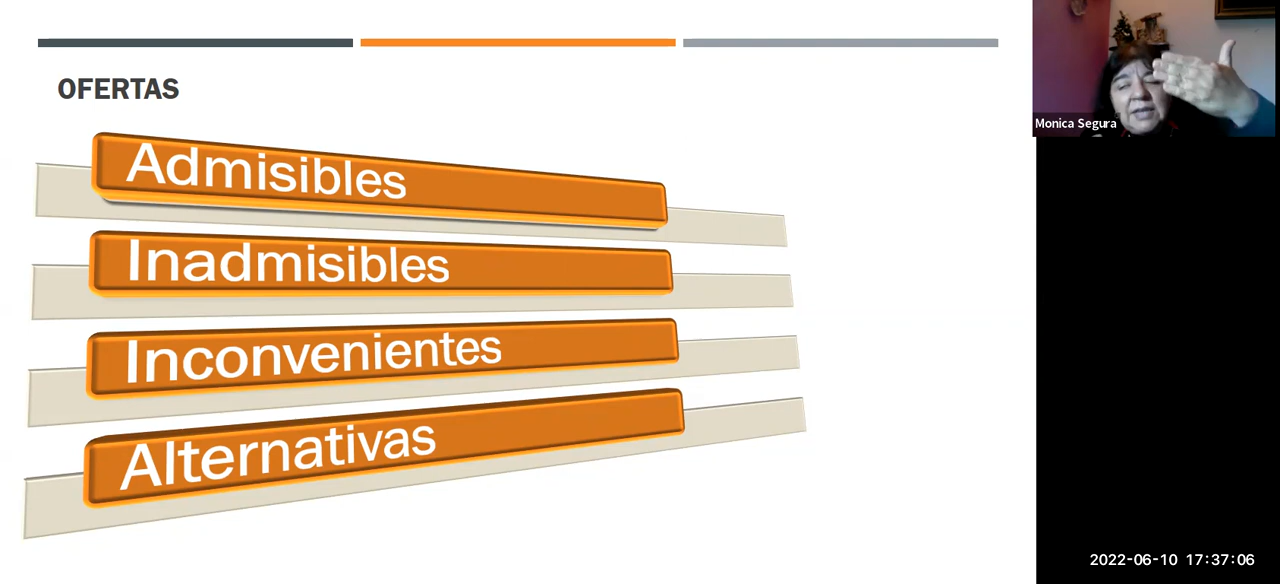 OFERTAS
Admisibles
Inadmisibles
Inconvenientes
Alternativas
Monica Segura
2022-06-10 17:37:06